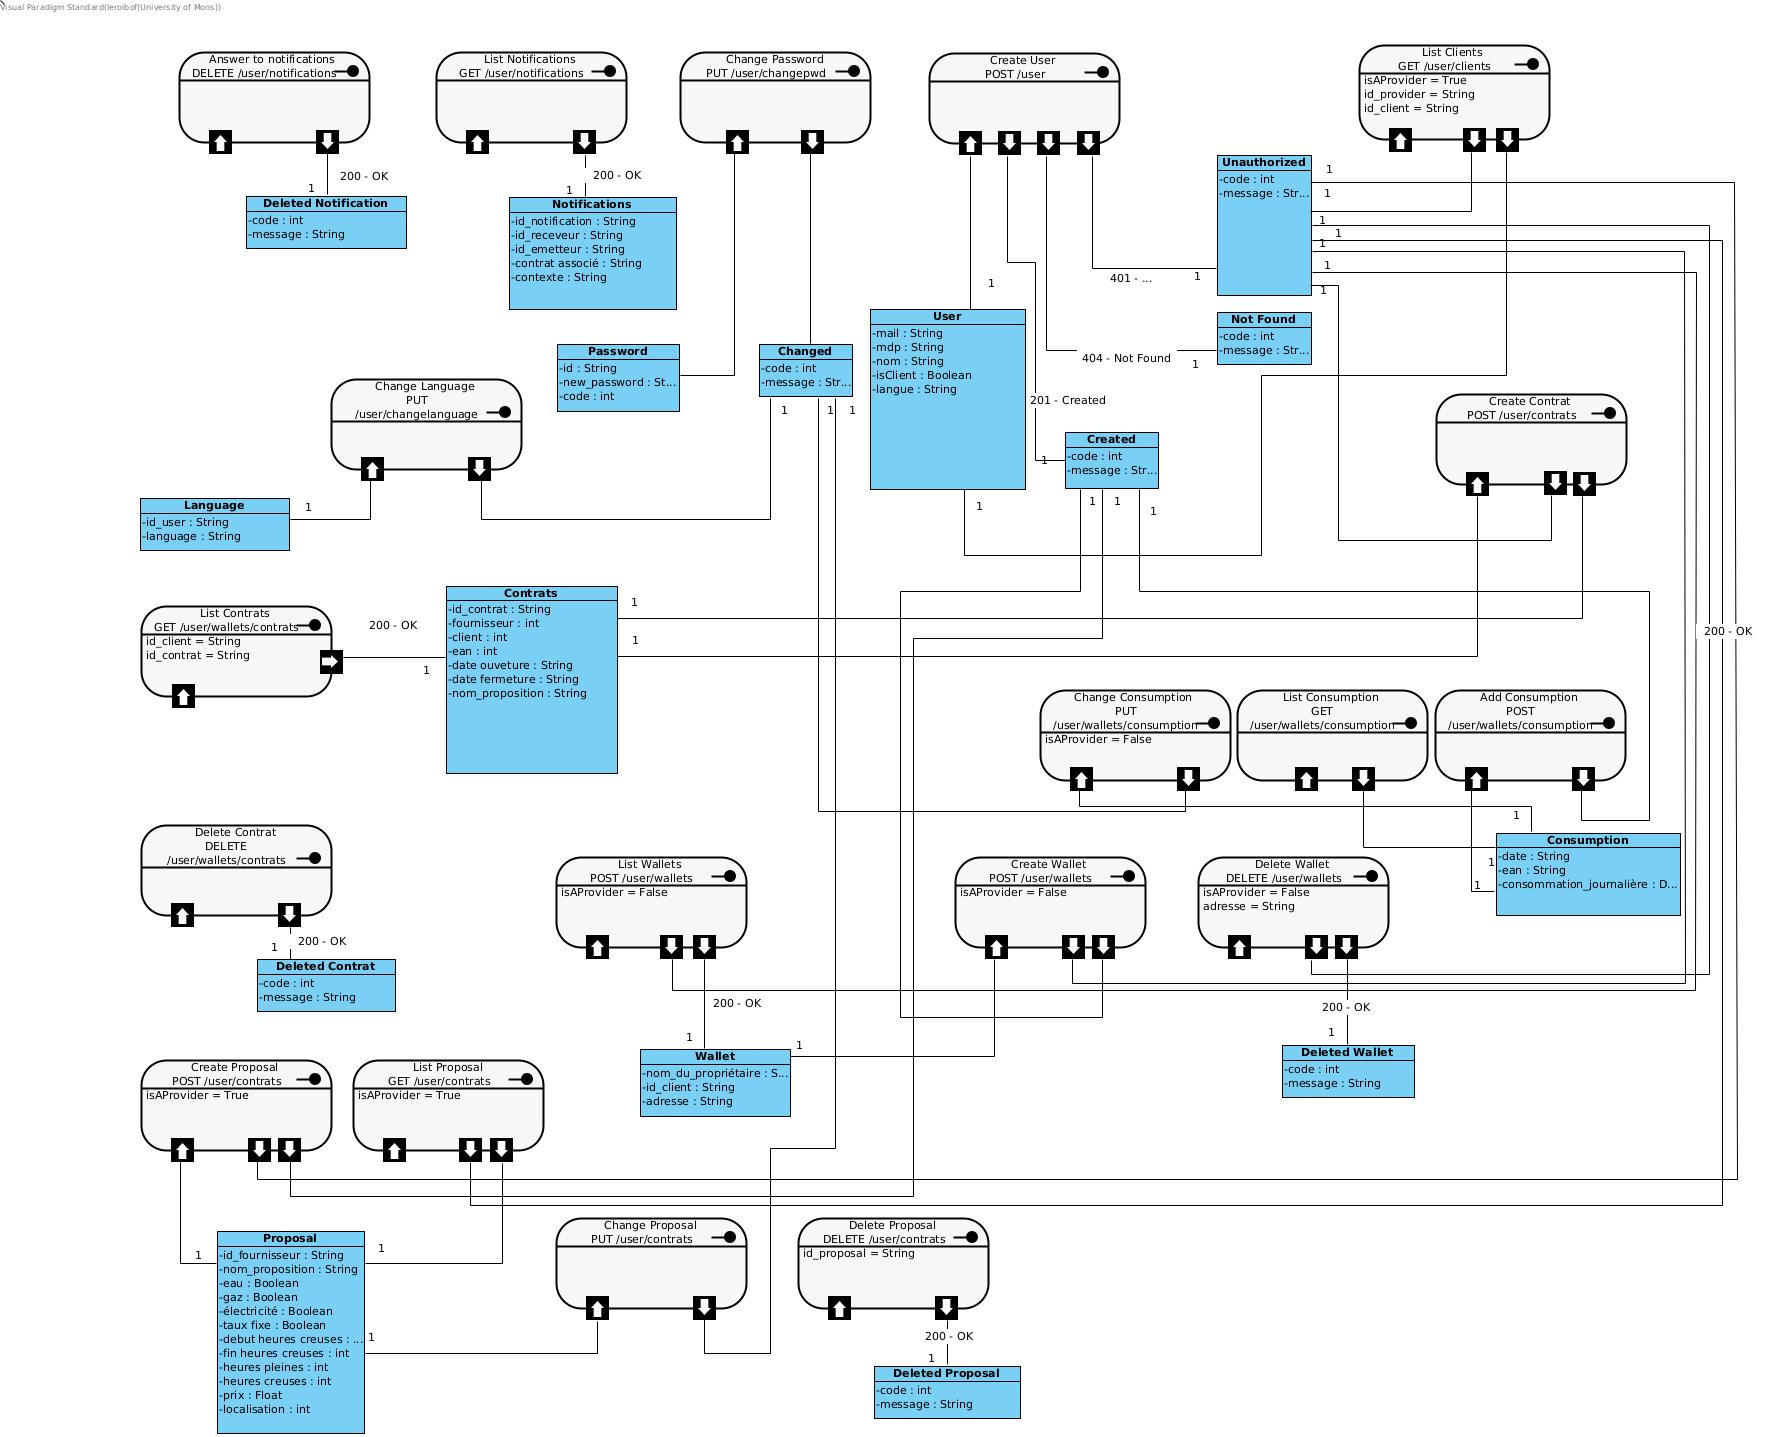 Visual Paradigm Standard(leroibof(University of Mons))
Answer to notifications
DELETE /user/notifications
List Notifications
GET /user/notifications
Change Password
PUT /user/changepwd
Create User
POST /user
List Clients
GET /user/clients
isAProvider = True
id_provider = String
id_client = String
200 - OK
1
Deleted Notification
-code : int
-message : String
200 - OK
1
Notifications
-id_notification : String
-id_receveur : String
-id_emetteur : String
-contrat associé : String
-contexte : String
Unauthorized
-code : int
-message : Str...
1
1
1
1
1
1
1
401 - ...
1
1
User
-mail : String
-mdp : String
-nom : String
-isClient : Boolean
-langue : String
Not Found
-code : int
-message : Str...
404 - Not Found
1
Password
-id : String
-new_password : St...
-code : int
Changed
-code : int
-message : Str...
1
1
1
Change Language
PUT
/user/changelanguage
201 - Created
1
Created
-code : int
-message : Str...
1
1
1
1
Create Contrat
POST /user/contrats
Language
-id_user : String
-language : String
1
List Contrats
GET /user/wallets/contrats
id_client = String
id_contrat = String
200 - OK
1
Contrats
-id_contrat : String
-fournisseur : int
-client : int
-ean : int
-date ouveture : String
-date fermeture : String
-nom_proposition : String
1
1
200 - OK
Change Consumption
PUT
/user/wallets/consumption
isAProvider = False
List Consumption
GET
/user/wallets/consumption
Add Consumption
POST
/user/wallets/consumption
1
1
1
Consumption
-date : String
-ean : String
-consommation_journalière : D...
Delete Contrat
DELETE
/user/wallets/contrats
200 - OK
1
Deleted Contrat
-code : int
-message : String
List Wallets
POST /user/wallets
isAProvider = False
Create Wallet
POST /user/wallets
isAProvider = False
Delete Wallet
DELETE /user/wallets
isAProvider = False
adresse = String
200 - OK
1
1
Wallet
-nom_du_propriétaire : S...
-id_client : String
-adresse : String
200 - OK
1
Deleted Wallet
-code : int
-message : String
Create Proposal
POST /user/contrats
isAProvider = True
List Proposal
GET /user/contrats
isAProvider = True
1
1
1
Proposal
-id_fournisseur : String
-nom_proposition : String
-eau : Boolean
-gaz : Boolean
-électricité : Boolean
-taux fixe : Boolean
-debut heures creuses : ...
-fin heures creuses : int
-heures pleines : int
-heures creuses : int
-prix : Float
-localisation : int
Change Proposal
PUT /user/contrats
Delete Proposal
DELETE /user/contrats
id_proposal = String
200 - OK
1
Deleted Proposal
-code : int
-message : String